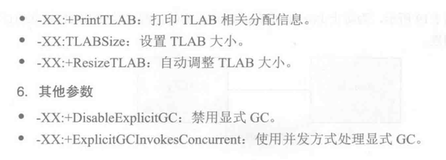 ● -XX:+PrintTLAB：打印 TLAB 相关分配信息。
● -XX:TLABSize：设置 TLAB 大小。
● -XX:+ResizeTLAB：自动调整 TLAB 大小。
6. 其他参数
● -XX:+DisableExplicitGC：禁用显式 GC。
● -XX:+ExplicitGCInvokesConcurrent：使用并发方式处理显式 GC。